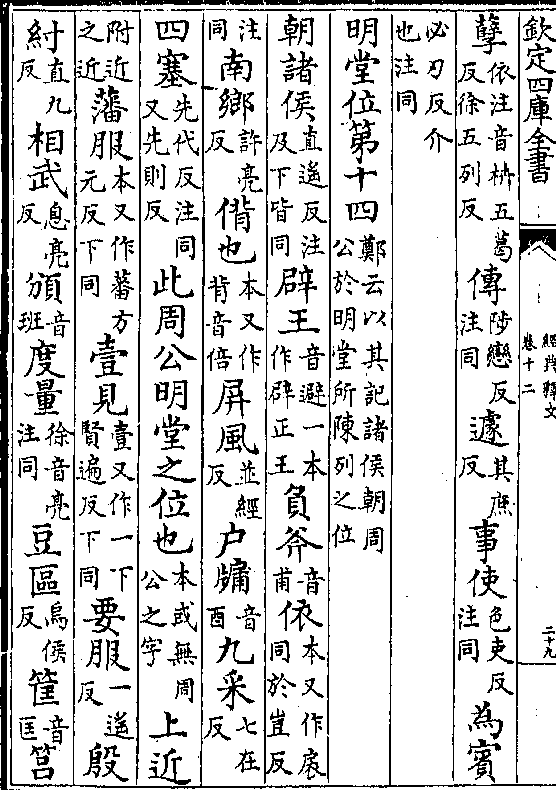 欽定四庫全書
經典釋文
卷十二
二十九
孽依注音枿五葛反徐五列反傳陟戀反注同遽其庶反事使色吏反注同為賓
必刃反介也注同
明堂位第十四鄭云以其記諸侯朝周公於明堂所陳列之位
朝諸侯直遥反注及下皆同辟王音避一本作辟正王負斧音甫依本又作扆同於豈反
注同南鄉許亮反偝也本又作背音倍屏風並經反户牖音酉九采七在反
四塞先代反注同又先則反此周公明堂之位也本或無周公之字上近
附近之近藩服本又作蕃方元反下同壹見壹又作一下賢遍反下同要服一遥反殷
紂直九反相武息亮反頒音班度量徐音亮注同豆區烏侯反筐音匡筥